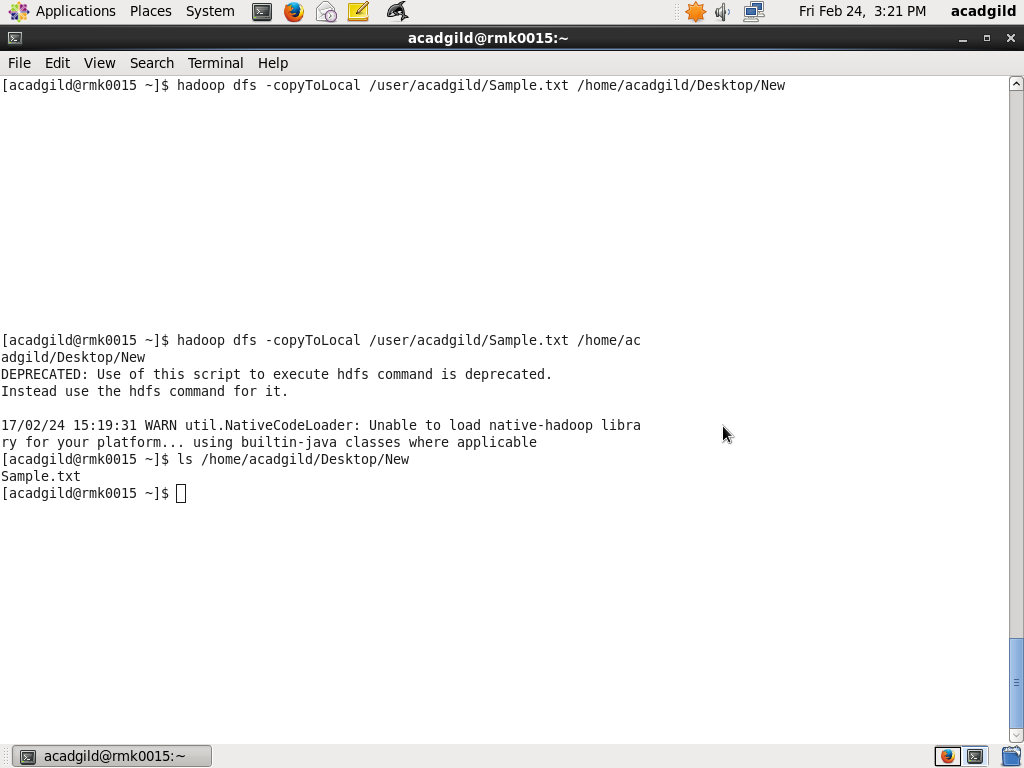 Applications Places System Fri Feb 24, 3:21 PM acadgild
acadgild@rmk0015:~
File Edit View Search Terminal Help
[acadgild@rmk0015 ~]$ hadoop dfs -copyToLocal /user/acadgild/Sample.txt /home/acadgild/Desktop/New
[acadgild@rmk0015 ~]$ hadoop dfs -copyToLocal /user/acadgild/Sample.txt /home/ac
adgild/Desktop/New
DEPRECATED: Use of this script to execute hdfs command is deprecated.
Instead use the hdfs command for it.
17/02/24 15:19:31 WARN util.NativeCodeLoader: Unable to load native-hadoop libra
ry for your platform... using builtin-java classes where applicable
[acadgild@rmk0015 ~]$ ls /home/acadgild/Desktop/New
Sample.txt
[acadgild@rmk0015 ~]$
acadgild@rmk0015:~